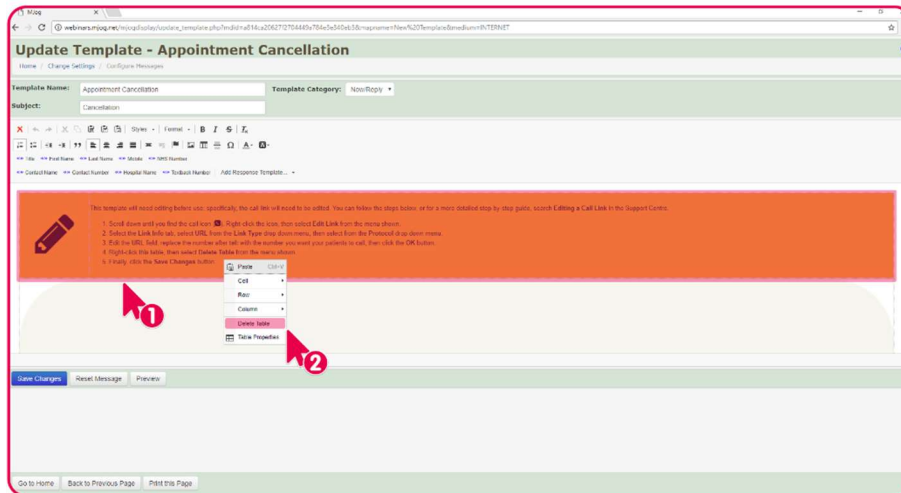 MJog
webinars.mjog.net/mjogdisplay/update_template.php?
Update Template - Appointment Cancellation
Home / Change Settings / Configure Messages
Template Name: Appointment Cancellation Template Category: Now/Reply
Subject: Cancellation
Styles Format B I S Ix
Title First Name Last Name Mobile NHS Number
Contact Name Contact Number Hospital Name Textback Number Add Response Template...
This template will need editing before use: specifically, the call link will need to be edited. You can follow the steps below, or for a more detailed step by step guide, search Editing a Call Link in the Support Centre.
1. Scroll down until you find the call icon. Right-click the icon, then select Edit Link from the menu shown.
2. Select the Link Info tab, select URL from the Link Type drop down menu, then select from the Protocol drop down menu.
3. Edit the URL field, replace the number after tel: with the number you want your patients to call, then click the OK button.
4. Right-click this table, then select Delete Table from the menu shown.
5. Finally, click the Save Changes button.
Paste Ctrl+V
Cell
Row
Column
Delete Table
Table Properties
1
2
Save Changes Reset Message Preview
Go to Home Back to Previous Page Print this Page